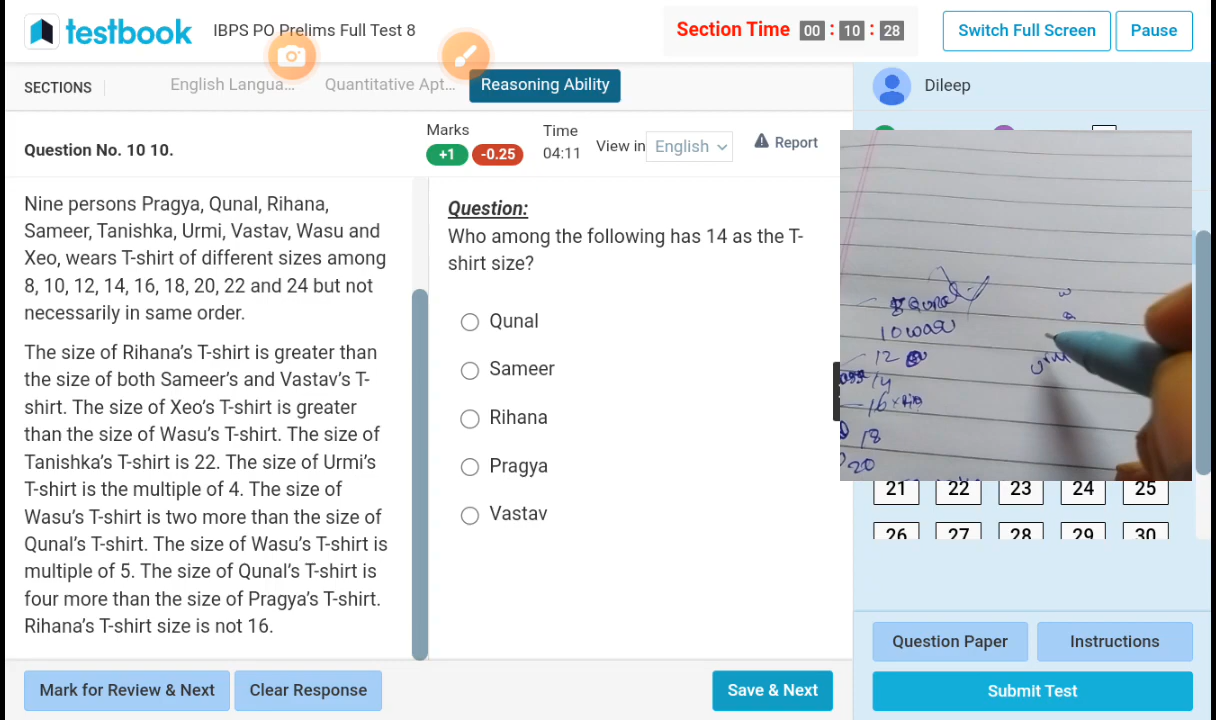 testbook
IBPS PO Prelims Full Test 8
Section Time 00 : 10 : 28
Switch Full Screen
Pause
SECTIONS
English Langua...
Quantitative Apt...
Reasoning Ability
Dileep
Question No. 10 10.
Marks
+1 -0.25
Time
04:11
View in English
Report
Nine persons Pragya, Qunal, Rihana,
Sameer, Tanishka, Urmi, Vastav, Wasu and
Xeo, wears T-shirt of different sizes among
8, 10, 12, 14, 16, 18, 20, 22 and 24 but not
necessarily in same order.
The size of Rihana's T-shirt is greater than
the size of both Sameer's and Vastav's T-
shirt. The size of Xeo's T-shirt is greater
than the size of Wasu's T-shirt. The size of
Tanishka's T-shirt is 22. The size of Urmi's
T-shirt is the multiple of 4. The size of
Wasu's T-shirt is two more than the size of
Qunal's T-shirt. The size of Wasu's T-shirt is
multiple of 5. The size of Qunal's T-shirt is
four more than the size of Pragya's T-shirt.
Rihana's T-shirt size is not 16.
Question:
Who among the following has 14 as the T-
shirt size?
Qunal
Sameer
Rihana
Pragya
Vastav
10 wasu
12
14
16
18
20
21 22 23 24 25
26 27 28 29 30
Mark for Review & Next
Clear Response
Save & Next
Question Paper
Instructions
Submit Test